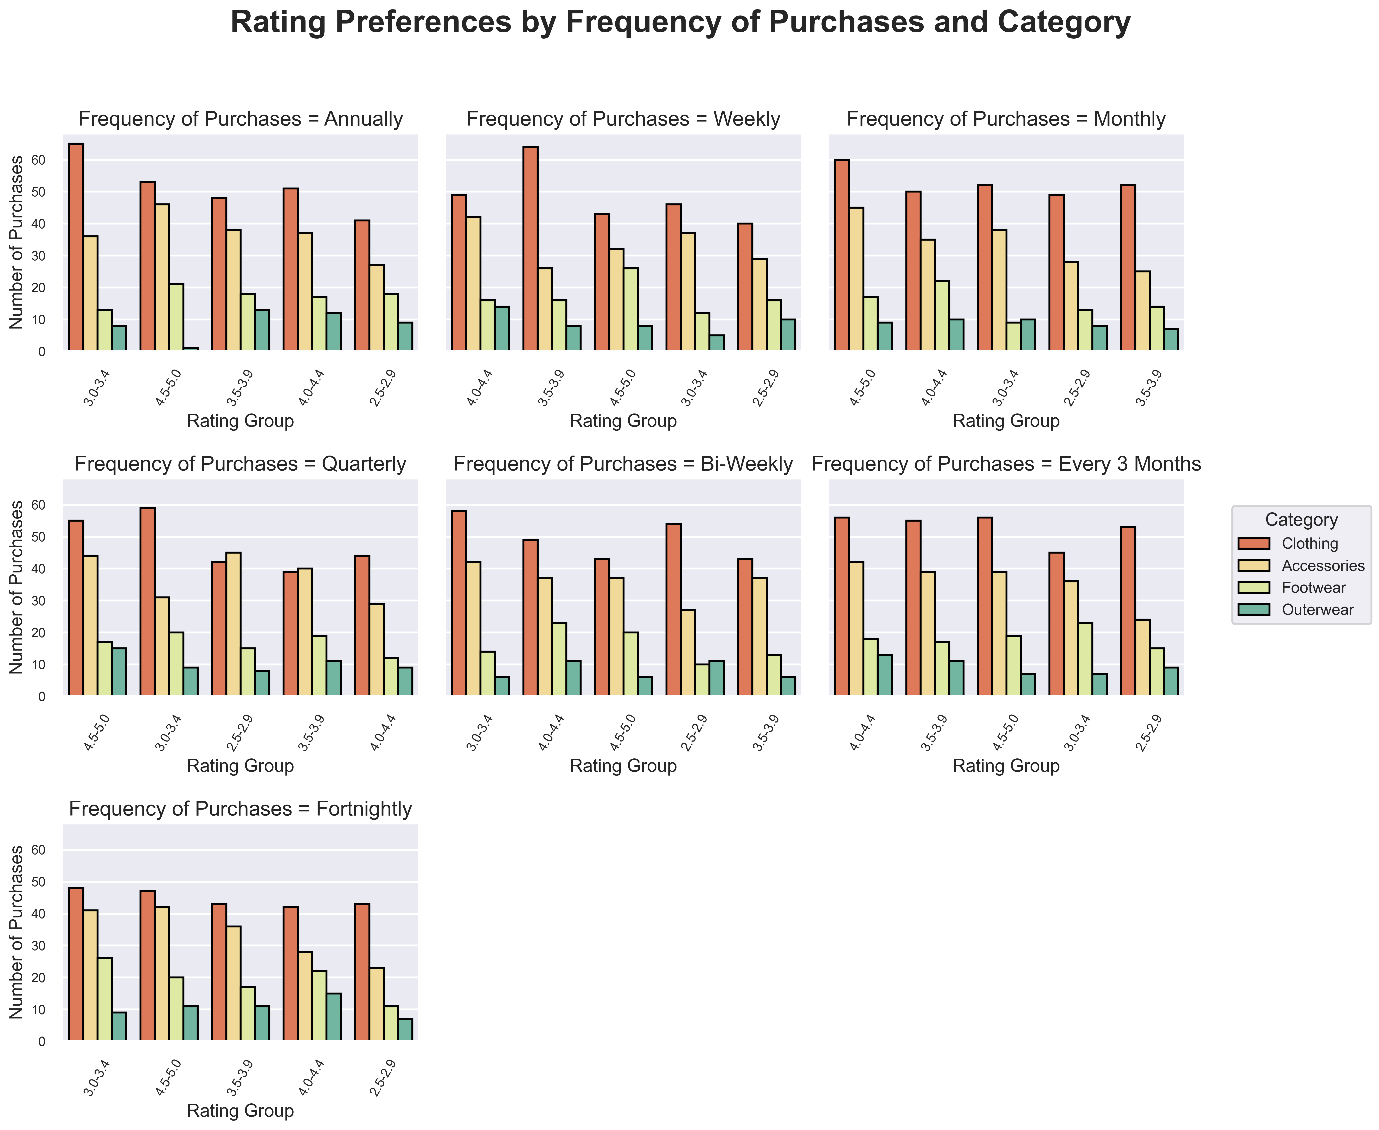 Rating Preferences by Frequency of Purchases and Category
Frequency of Purchases = Annually
Number of Purchases
60
50
40
30
20
10
0
3.0-3.4
4.5-5.0
3.5-3.9
4.0-4.4
2.5-2.9
Rating Group
Frequency of Purchases = Weekly
4.0-4.4
3.5-3.9
4.5-5.0
3.0-3.4
2.5-2.9
Rating Group
Frequency of Purchases = Monthly
4.5-5.0
4.0-4.4
3.0-3.4
2.5-2.9
3.5-3.9
Rating Group
Frequency of Purchases = Quarterly
Number of Purchases
60
50
40
30
20
10
0
4.5-5.0
3.0-3.4
2.5-2.9
3.5-3.9
4.0-4.4
Rating Group
Frequency of Purchases = Bi-Weekly
3.0-3.4
4.0-4.4
4.5-5.0
2.5-2.9
3.5-3.9
Rating Group
Frequency of Purchases = Every 3 Months
4.0-4.4
3.5-3.9
4.5-5.0
3.0-3.4
2.5-2.9
Rating Group
Category
Clothing
Accessories
Footwear
Outerwear
Frequency of Purchases = Fortnightly
Number of Purchases
60
50
40
30
20
10
0
3.0-3.4
4.5-5.0
3.5-3.9
4.0-4.4
2.5-2.9
Rating Group